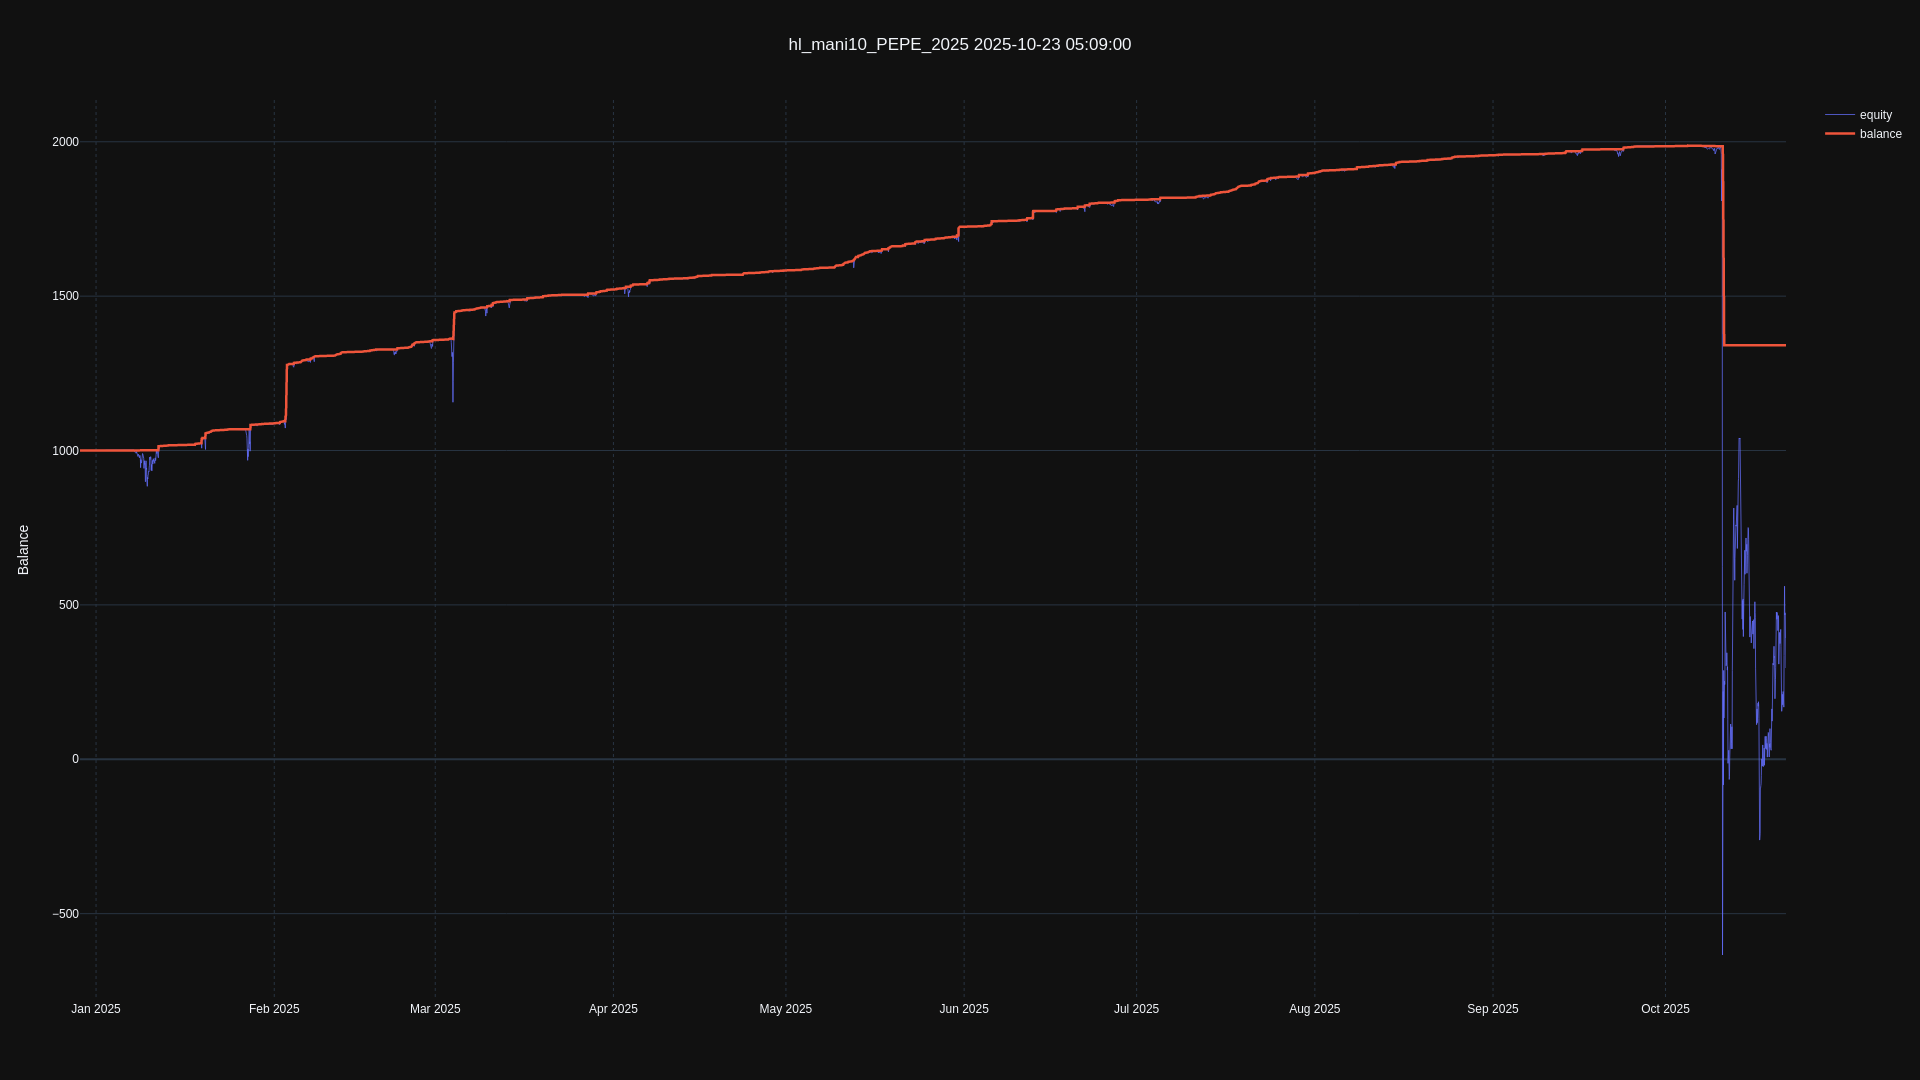 hl_mani10_PEPE_2025 2025-10-23 05:09:00
equity
balance
2000
1500
1000
500
0
−500
Balance
Jan 2025
Feb 2025
Mar 2025
Apr 2025
May 2025
Jun 2025
Jul 2025
Aug 2025
Sep 2025
Oct 2025